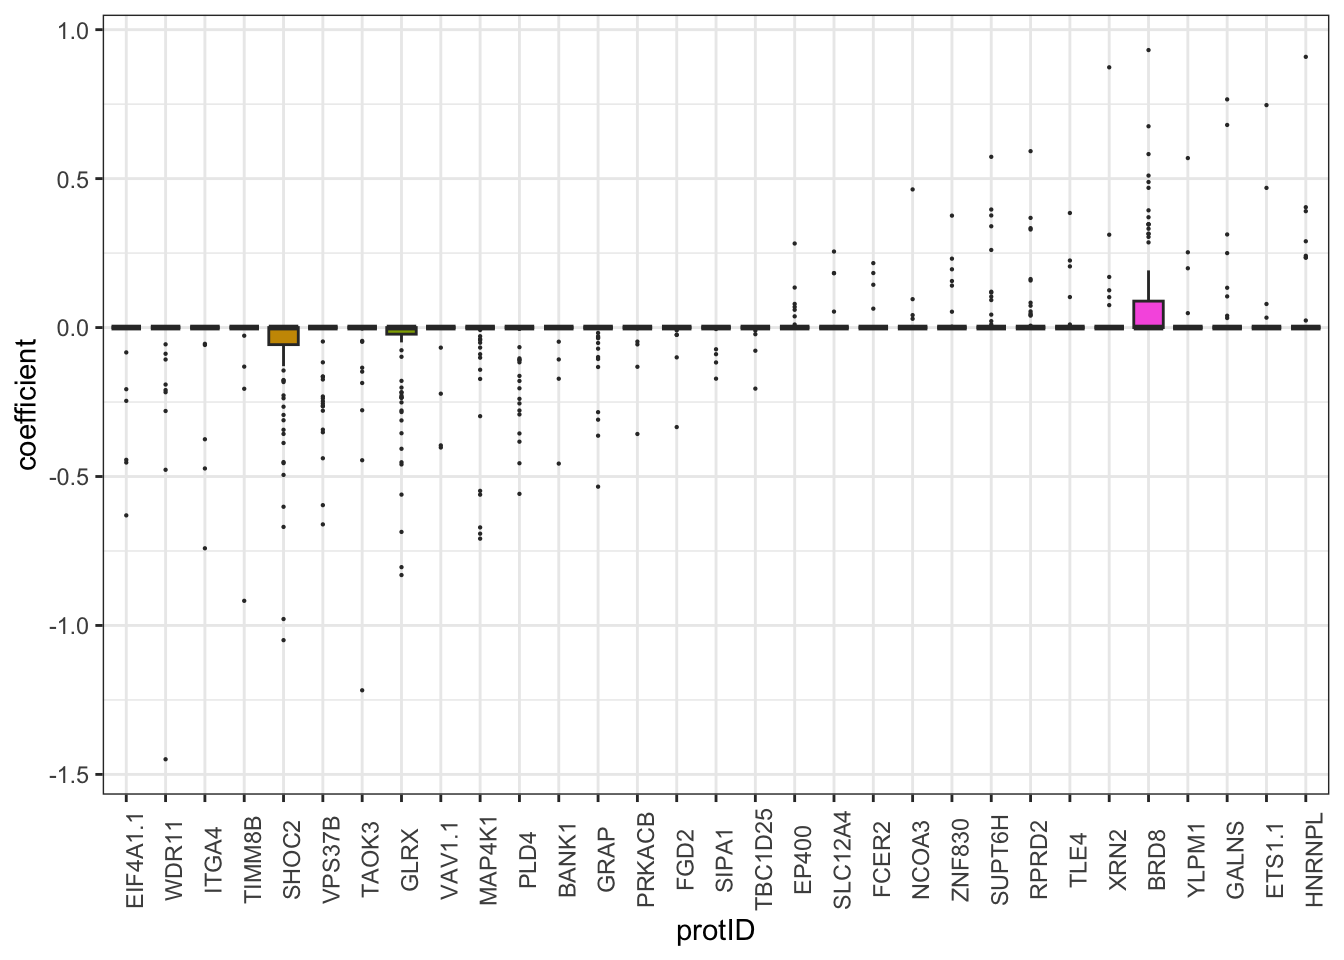 1.0
0.5
0.0
-0.5
-1.0
-1.5
coefficient
EIF4A1.1
WDR11
ITGA4
TIMM8B
SHOC2
VPS37B
TAOK3
GLRX
VAV1.1
MAP4K1
PLD4
BANK1
GRAP
PRKACB
FGD2
SIPA1
TBC1D25
EP400
SLC12A4
FCER2
NCOA3
ZNF830
SUPT6H
RPRD2
TLE4
XRN2
BRD8
YLPM1
GALNS
ETS1.1
HNRNPL
protID